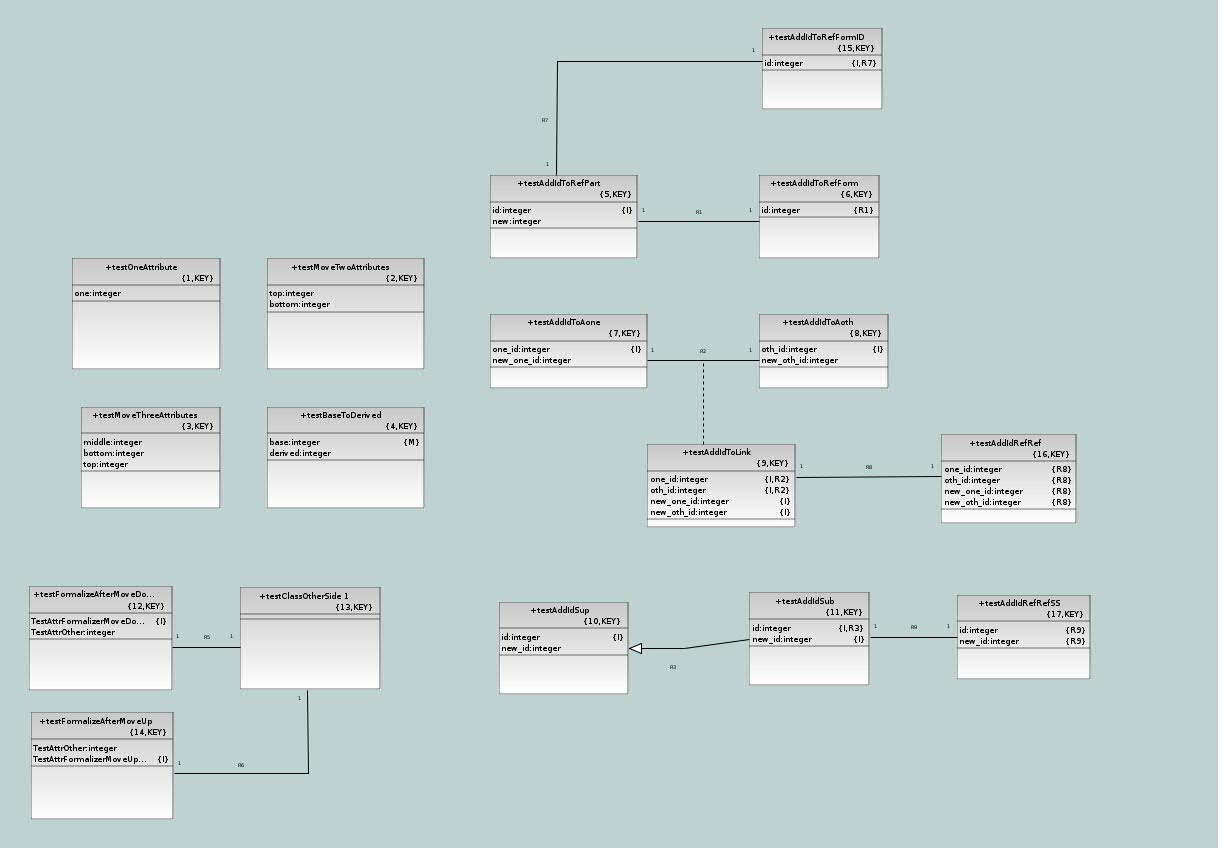 +testAddIdToRefFormID
{15,KEY}
id:integer {I,R7}
1
R7
1
+testAddIdToRefPart
{5,KEY}
id:integer {I}
new:integer
1 R1 1
+testAddIdToRefForm
{6,KEY}
id:integer {R1}
+testOneAttribute
{1,KEY}
one:integer
+testMoveTwoAttributes
{2,KEY}
top:integer
bottom:integer
+testAddIdToAone
{7,KEY}
one_id:integer {I}
new_one_id:integer
1 R2 1
+testAddIdToAoth
{8,KEY}
oth_id:integer {I}
new_oth_id:integer
+testMoveThreeAttributes
{3,KEY}
middle:integer
bottom:integer
top:integer
+testBaseToDerived
{4,KEY}
base:integer {M}
derived:integer
+testAddIdToLink
{9,KEY}
one_id:integer {I,R2}
oth_id:integer {I,R2}
new_one_id:integer {I}
new_oth_id:integer {I}
1 R8 1
+testAddIdRefRef
{16,KEY}
one_id:integer {R8}
oth_id:integer {R8}
new_one_id:integer {R8}
new_oth_id:integer {R8}
+testFormalizeAfterMoveDo...
{12,KEY}
TestAttrFormalizerMoveDo... {I}
TestAttrOther:integer
1 R5 1
+testClassOtherSide 1
{13,KEY}
1
+testAddIdSup
{10,KEY}
id:integer {I}
new_id:integer
R3
+testAddIdSub
{11,KEY}
id:integer {I,R3}
new_id:integer {I}
1 R9 1
+testAddIdRefRefSS
{17,KEY}
id:integer {R9}
new_id:integer {R9}
+testFormalizeAfterMoveUp
{14,KEY}
TestAttrOther:integer
TestAttrFormalizerMoveUp... {I}
1 R6